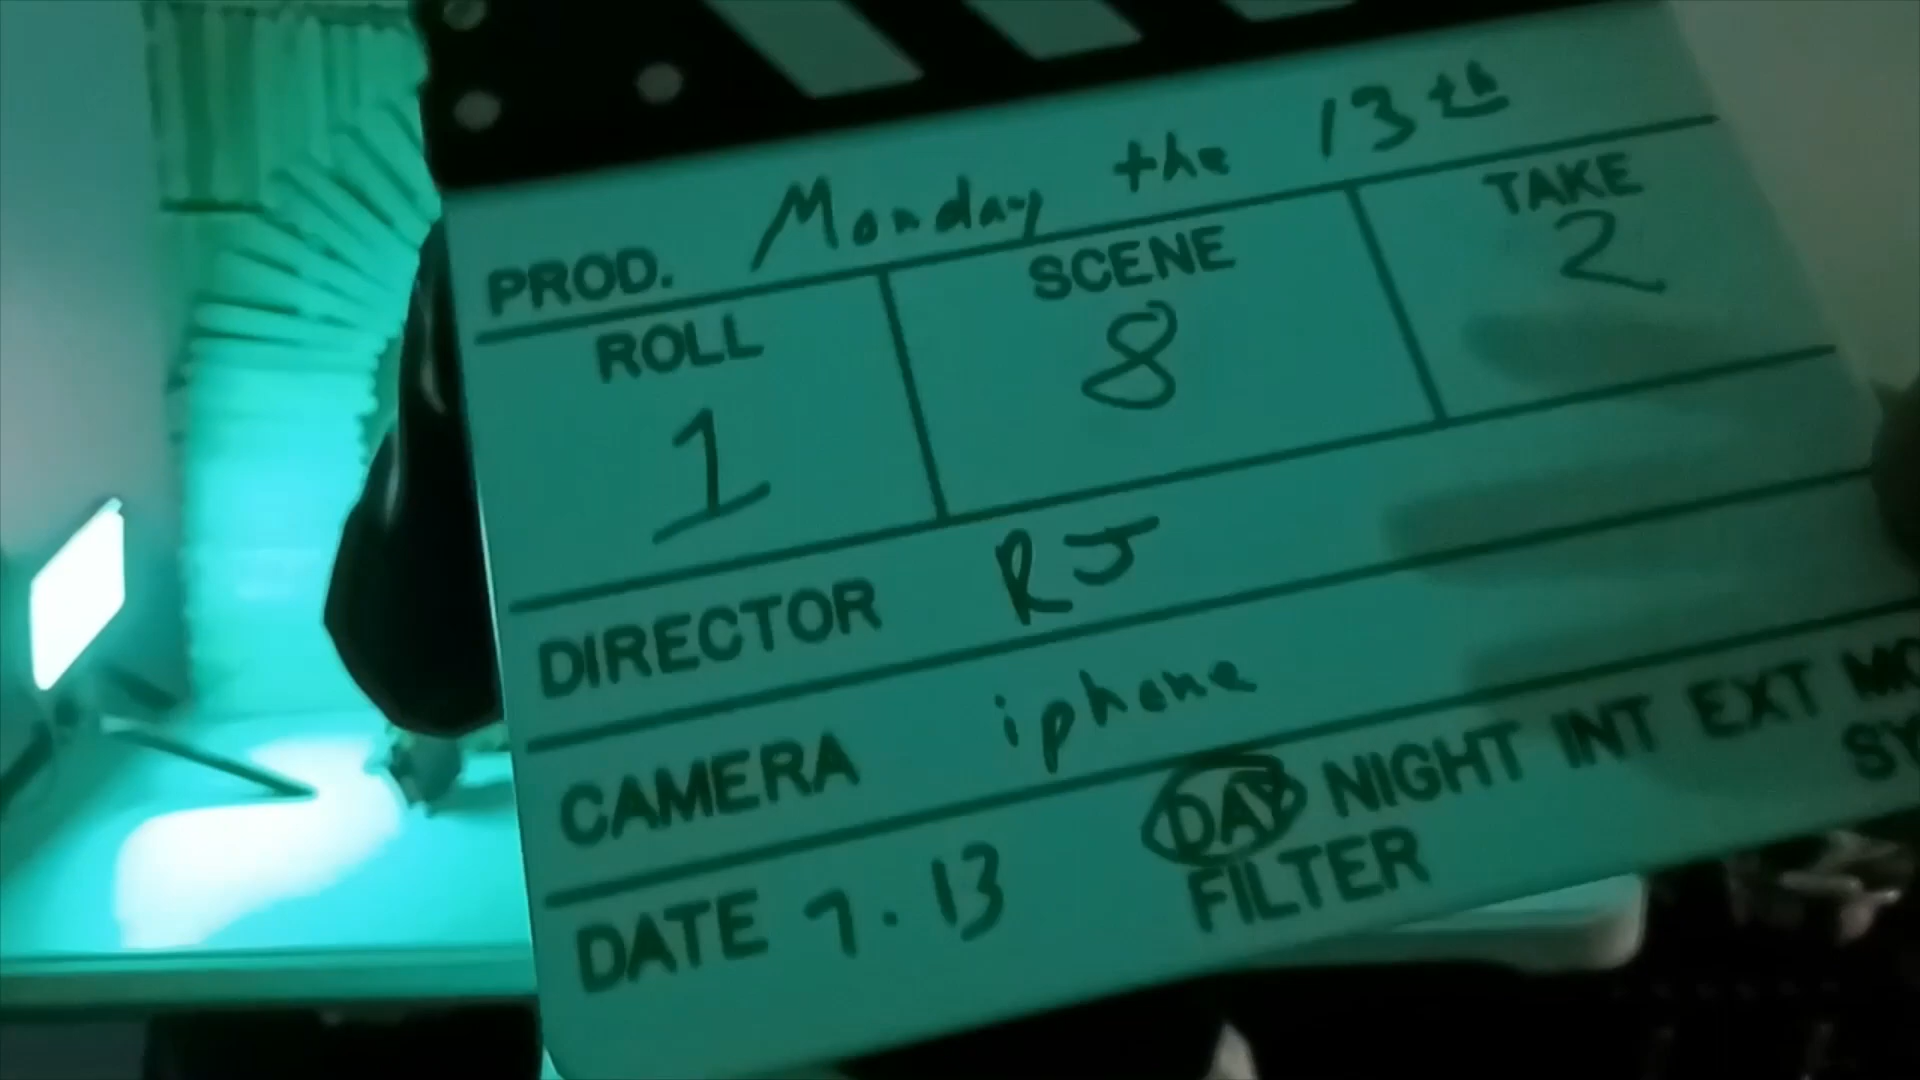 PROD. Monday the 13th
ROLL SCENE TAKE
1 8 2
DIRECTOR RJ
CAMERA iphone
DATE 7.13 DAY NIGHT INT EXT
FILTER